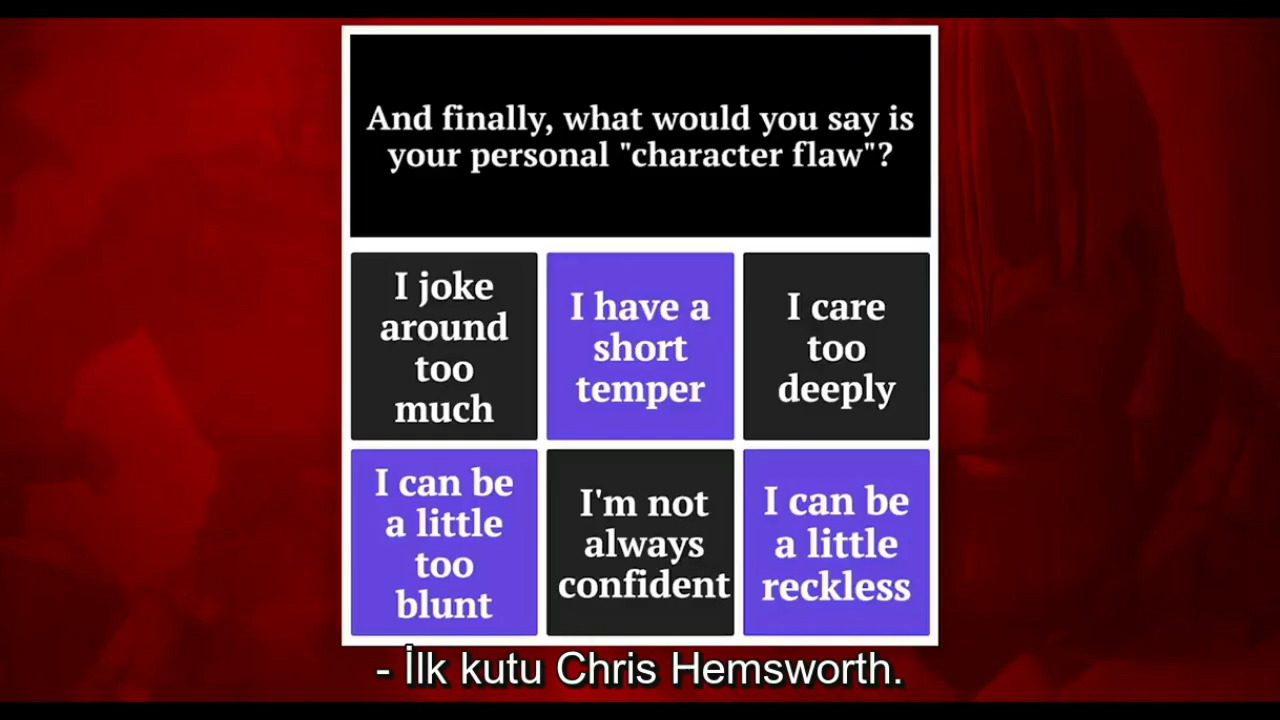 And finally, what would you say is
your personal "character flaw"?
I joke
around
too
much
I have a
short
temper
I care
too
deeply
I can be
a little
too
blunt
I'm not
always
confident
I can be
a little
reckless
- İlk kutu Chris Hemsworth.